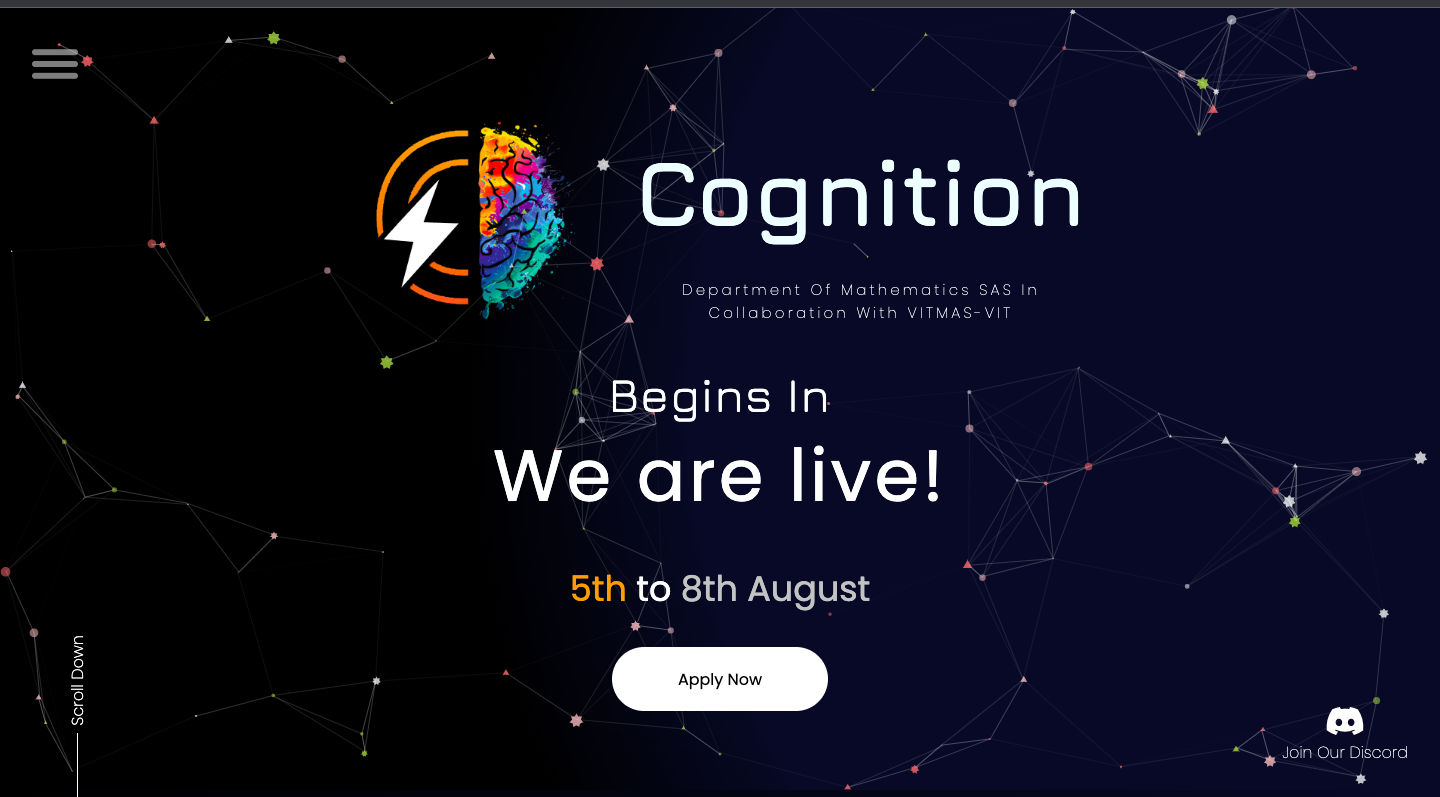 Cognition
Department Of Mathematics SAS In
Collaboration With VITMAS-VIT
Begins In
We are live!
5th to 8th August
Apply Now
Scroll Down
Join Our Discord